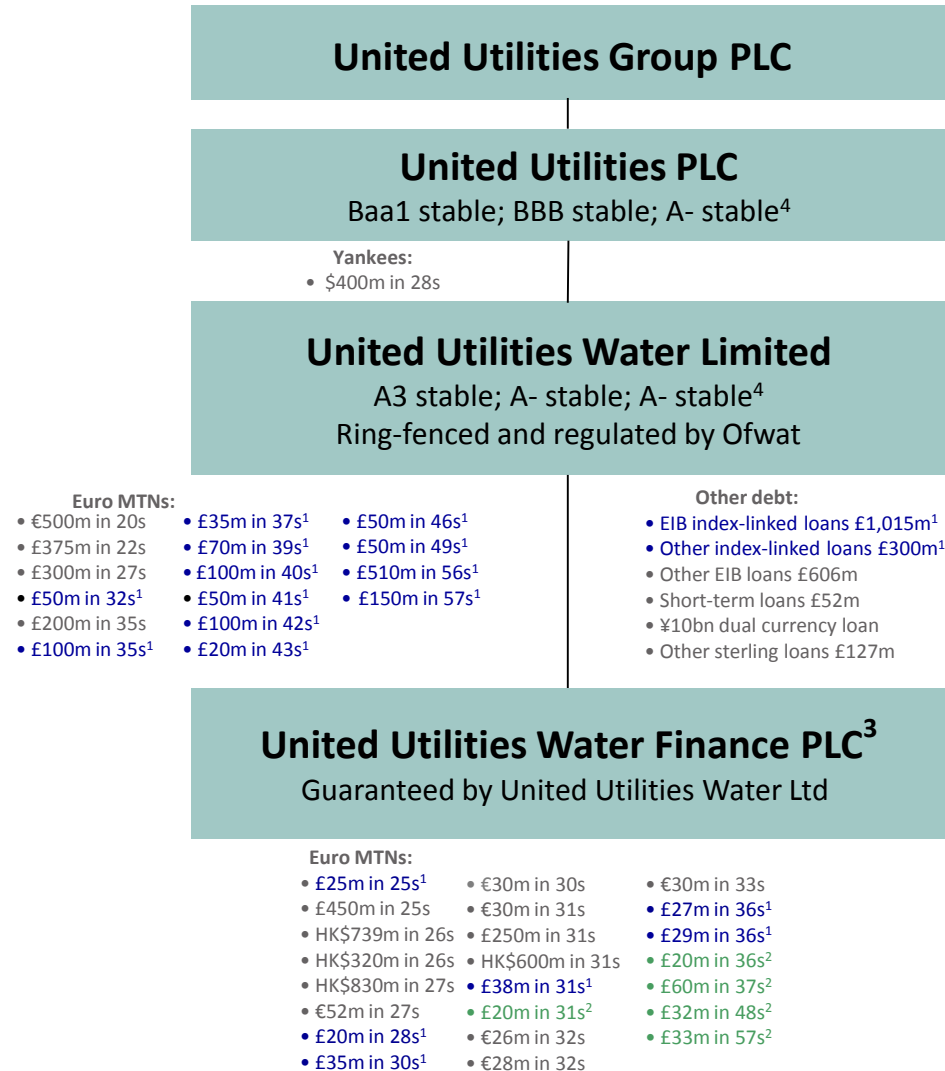 United Utilities Group PLC
United Utilities PLC
Baa1 stable; BBB stable; A- stable⁴
Yankees:
• $400m in 28s
United Utilities Water Limited
A3 stable; A- stable; A- stable⁴
Ring-fenced and regulated by Ofwat
Euro MTNs:
• €500m in 20s
• £375m in 22s
• £300m in 27s
• £50m in 32s¹
• £200m in 35s
• £100m in 35s¹
• £35m in 37s¹
• £70m in 39s¹
• £100m in 40s¹
• £50m in 41s¹
• £100m in 42s¹
• £20m in 43s¹
• £50m in 46s¹
• £50m in 49s¹
• £510m in 56s¹
• £150m in 57s¹
Other debt:
• EIB index-linked loans £1,015m¹
• Other index-linked loans £300m¹
• Other EIB loans £606m
• Short-term loans £52m
• ¥10bn dual currency loan
• Other sterling loans £127m
United Utilities Water Finance PLC³
Guaranteed by United Utilities Water Ltd
Euro MTNs:
• £25m in 25s¹
• £450m in 25s
• HK$739m in 26s
• HK$320m in 26s
• HK$830m in 27s
• €52m in 27s
• £20m in 28s¹
• £35m in 30s¹
• €30m in 30s
• €30m in 31s
• £250m in 31s
• HK$600m in 31s
• £38m in 31s¹
• £20m in 31s²
• €26m in 32s
• €28m in 32s
• €30m in 33s
• £27m in 36s¹
• £29m in 36s¹
• £20m in 36s²
• £60m in 37s²
• £32m in 48s²
• £33m in 57s²